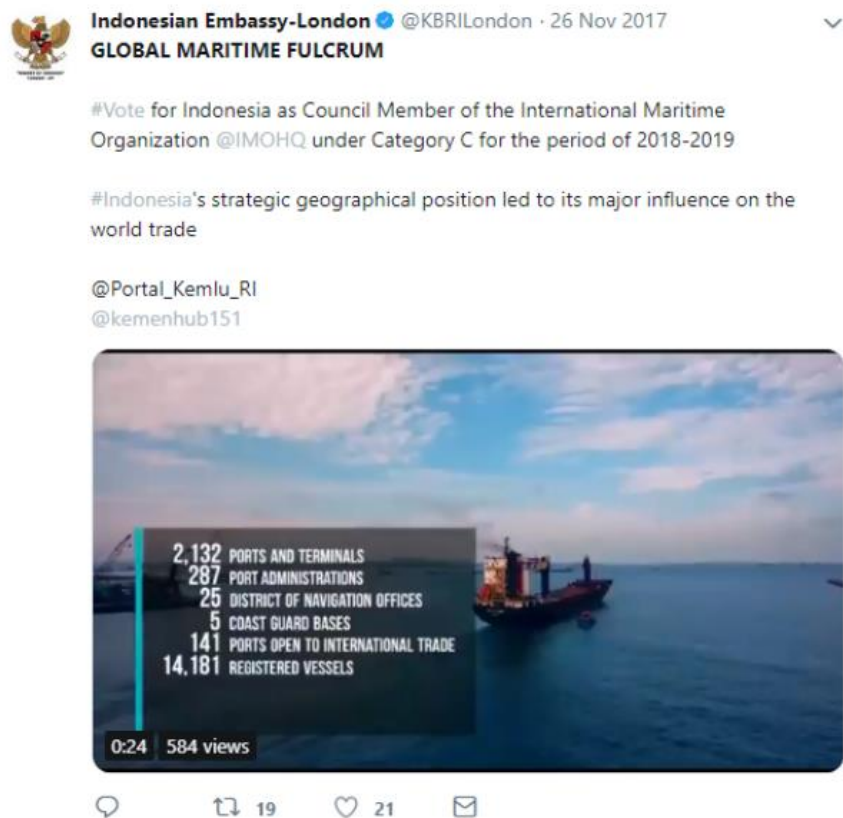 Indonesian Embassy-London @KBRILondon · 26 Nov 2017
GLOBAL MARITIME FULCRUM
#Vote for Indonesia as Council Member of the International Maritime
Organization @IMOHQ under Category C for the period of 2018-2019
#Indonesia's strategic geographical position led to its major influence on the
world trade
@Portal_Kemlu_RI
@kemenhub151
2,132 PORTS AND TERMINALS
287 PORT ADMINISTRATIONS
25 DISTRICT OF NAVIGATION OFFICES
5 COAST GUARD BASES
141 PORTS OPEN TO INTERNATIONAL TRADE
14,181 REGISTERED VESSELS
0:24 584 views
19 21